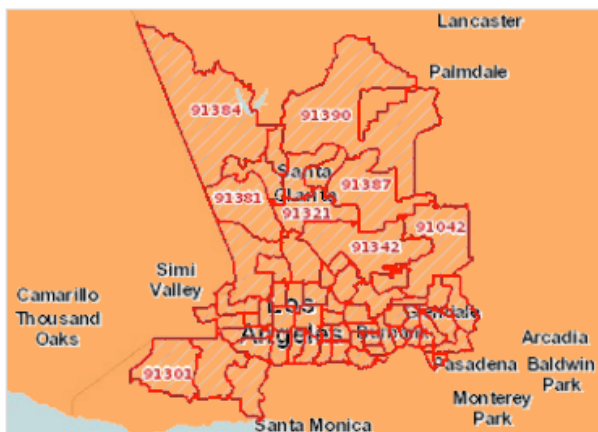 Lancaster
Palmdale
91384
91390
Santa
Clarita
91387
91381
91321
91042
91342
Simi
Valley
Camarillo
Thousand
Oaks
Los
Angeles
Glendale
Burbank
Arcadia
Pasadena
Baldwin
Park
91301
Monterey
Park
Santa Monica